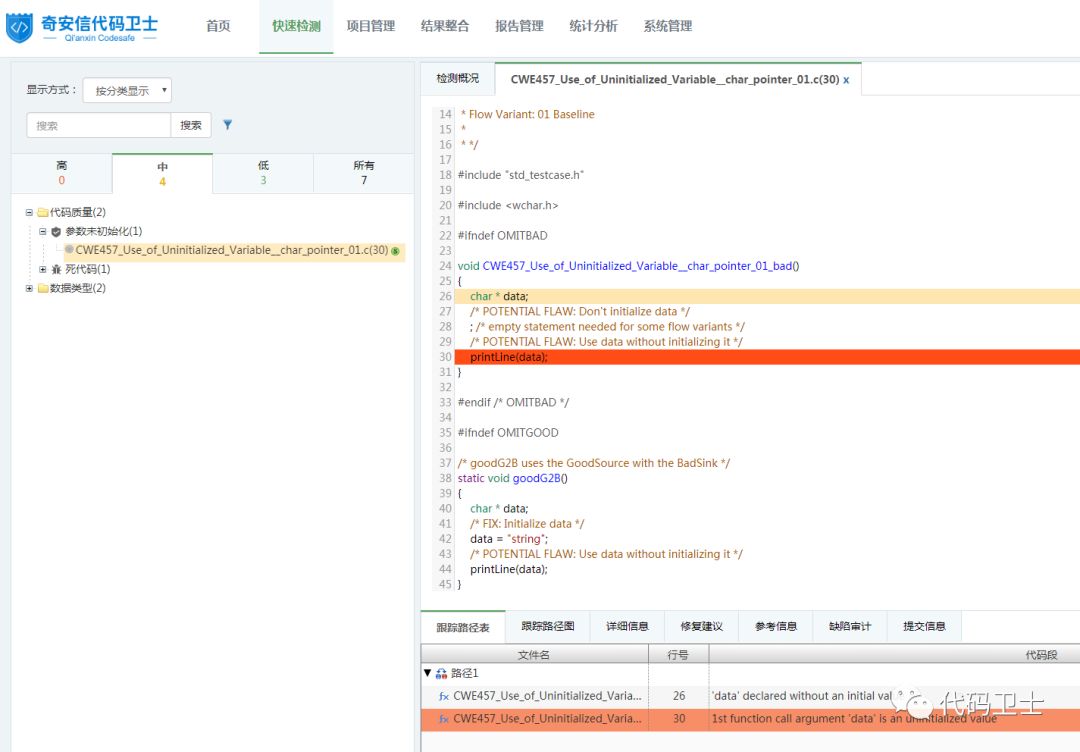 奇安信代码卫士
Qi'anxin Codesafe
首页 快速检测 项目管理 结果整合 报告管理 统计分析 系统管理
显示方式： 按分类显示
搜索 搜索
高 中 低 所有
0 4 3 7
代码质量(2)
参数未初始化(1)
CWE457_Use_of_Uninitialized_Variable__char_pointer_01.c(30)
死代码(1)
数据类型(2)
检测概况 CWE457_Use_of_Uninitialized_Variable__char_pointer_01.c(30) x
14 * Flow Variant: 01 Baseline
15 *
16 * */
17
18 #include "std_testcase.h"
19
20 #include <wchar.h>
21
22 #ifndef OMITBAD
23
24 void CWE457_Use_of_Uninitialized_Variable__char_pointer_01_bad()
25 {
26 char * data;
27 /* POTENTIAL FLAW: Don't initialize data */
28 ; /* empty statement needed for some flow variants */
29 /* POTENTIAL FLAW: Use data without initializing it */
30 printLine(data);
31 }
32
33 #endif /* OMITBAD */
34
35 #ifndef OMITGOOD
36
37 /* goodG2B uses the GoodSource with the BadSink */
38 static void goodG2B()
39 {
40 char * data;
41 /* FIX: Initialize data */
42 data = "string";
43 /* POTENTIAL FLAW: Use data without initializing it */
44 printLine(data);
45 }
跟踪路径表 跟踪路径图 详细信息 修复建议 参考信息 缺陷审计 提交信息
文件名 行号 代码段
路径1
fx CWE457_Use_of_Uninitialized_Varia... 26 'data' declared without an initial
fx CWE457_Use_of_Uninitialized_Varia... 30 1st function call argument 'data' is an uninitialized value
代码卫士